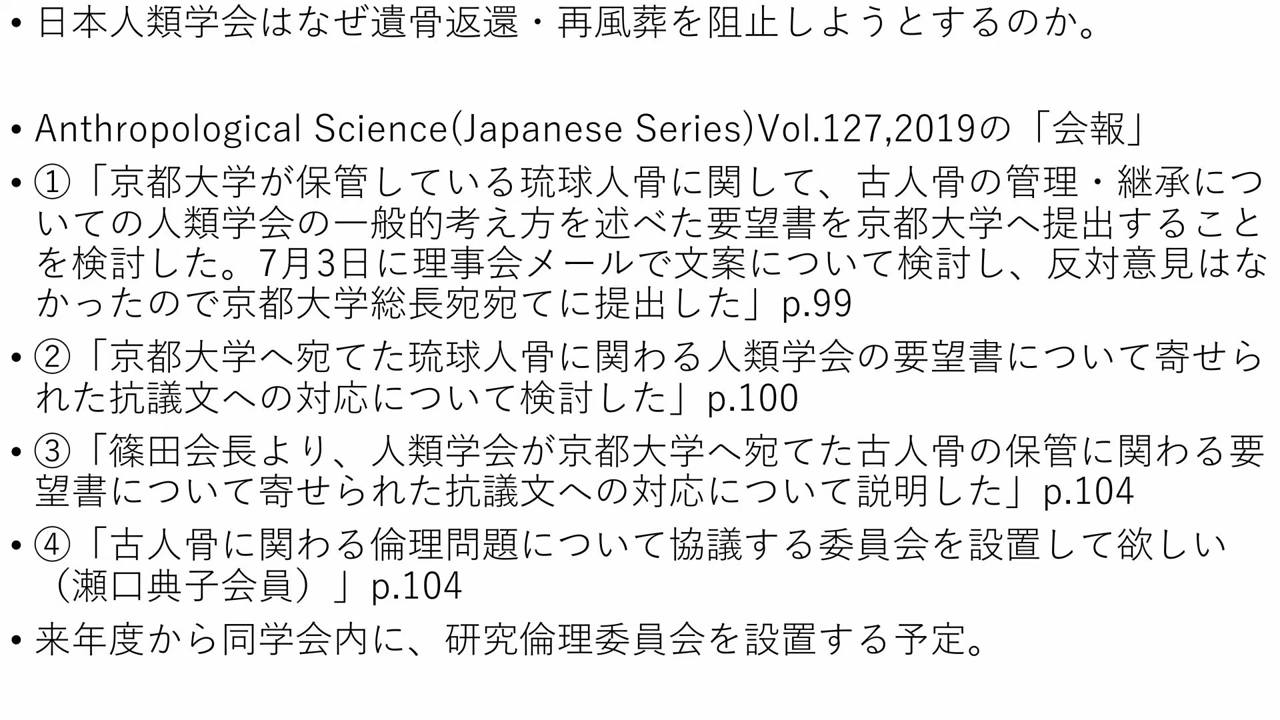 • 日本人類学会はなぜ遺骨返還・再風葬を阻止しようとするのか。
• Anthropological Science(Japanese Series)Vol.127,2019の「会報」
• ①「京都大学が保管している琉球人骨に関して、古人骨の管理・継承につ
いての人類学会の一般的考え方を述べた要望書を京都大学へ提出すること
を検討した。7月3日に理事会メールで文案について検討し、反対意見はな
かったので京都大学総長宛宛てに提出した」p.99
• ②「京都大学へ宛てた琉球人骨に関わる人類学会の要望書について寄せら
れた抗議文への対応について検討した」p.100
• ③「篠田会長より、人類学会が京都大学へ宛てた古人骨の保管に関わる要
望書について寄せられた抗議文への対応について説明した」p.104
• ④「古人骨に関わる倫理問題について協議する委員会を設置して欲しい
（瀬口典子会員）」p.104
• 来年度から同学会内に、研究倫理委員会を設置する予定。